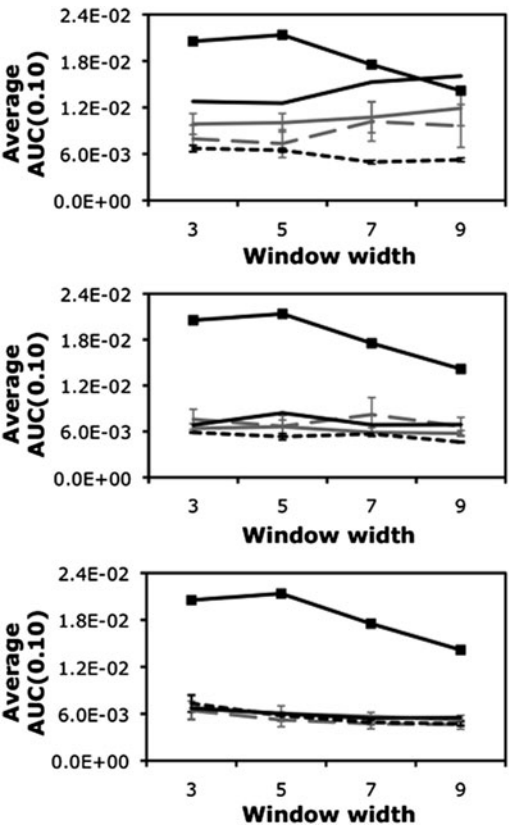 2.4E-02
1.8E-02
1.2E-02
6.0E-03
0.0E+00
Average
AUC(0.10)
3 5 7 9
Window width
2.4E-02
1.8E-02
1.2E-02
6.0E-03
0.0E+00
Average
AUC(0.10)
3 5 7 9
Window width
2.4E-02
1.8E-02
1.2E-02
6.0E-03
0.0E+00
Average
AUC(0.10)
3 5 7 9
Window width